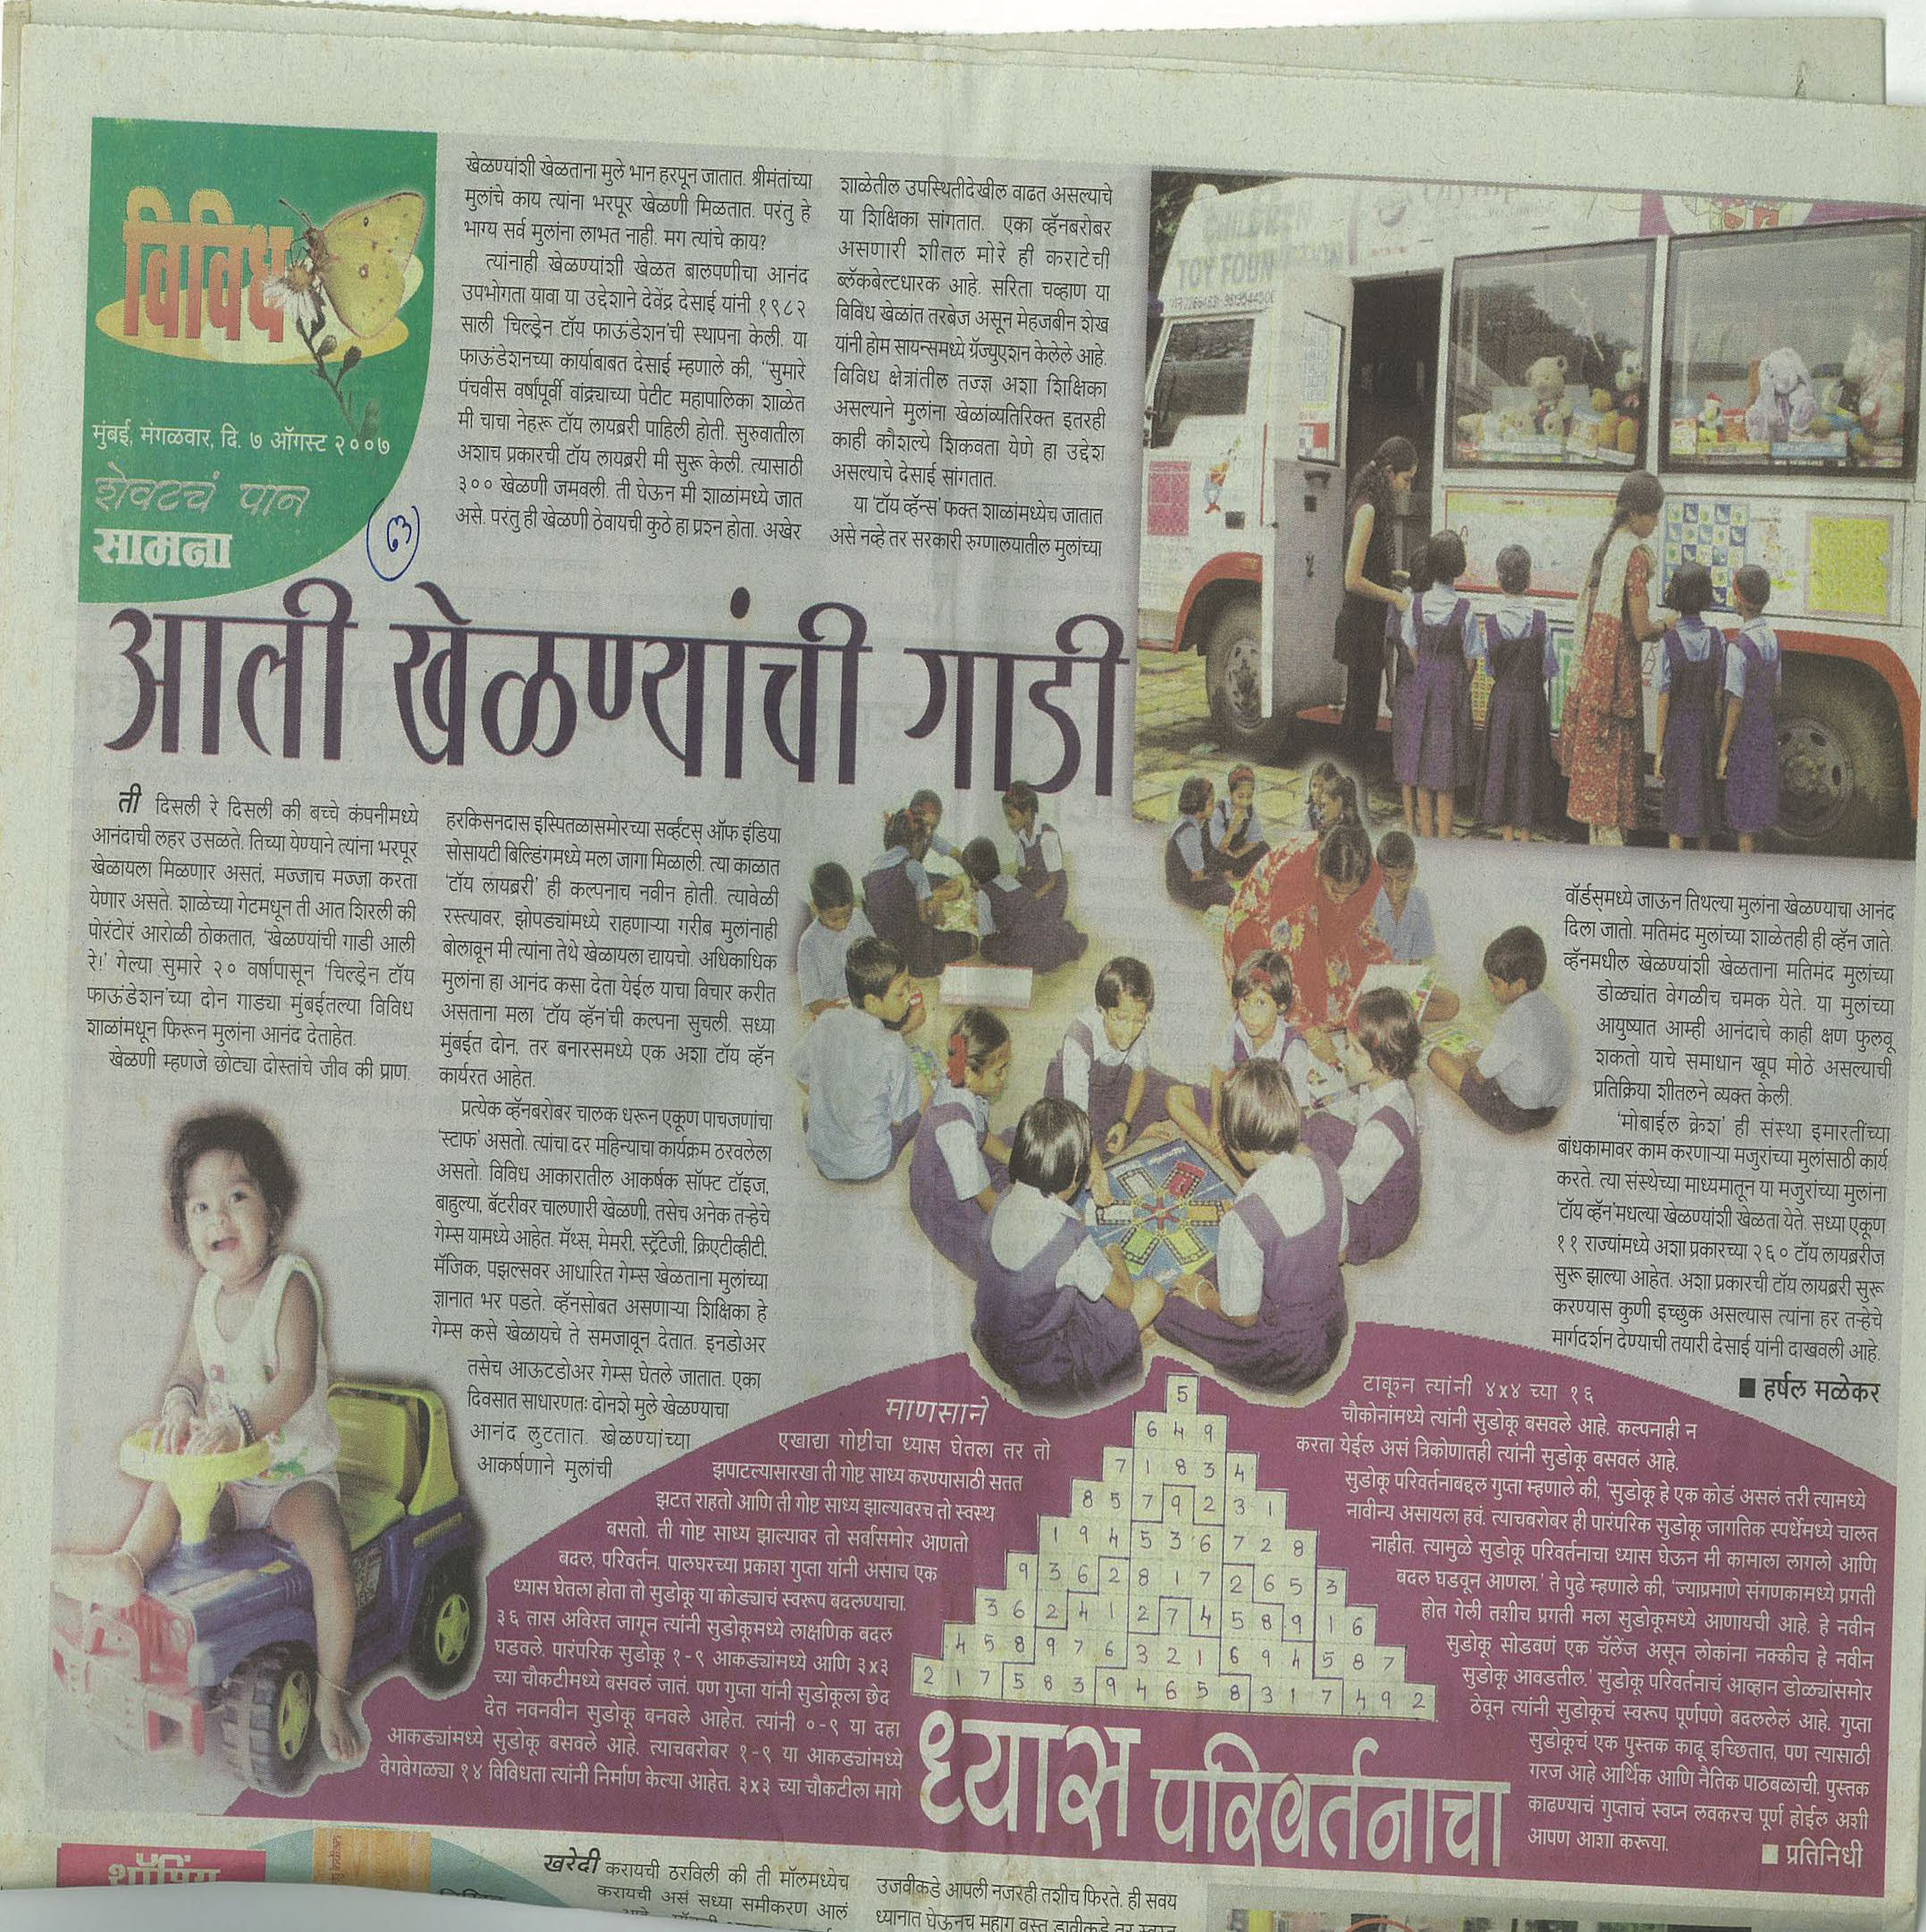 विविध
मुंबई, मंगळवार, दि. ७ ऑगस्ट २००७
शेवटचं पान
सामना
आली खेळण्यांची गाडी
ती दिसली रे दिसली की बच्चे कंपनीमध्ये
आनंदाची लहर उसळते. तिच्या येण्याने त्यांना भरपूर
खेळायला मिळणार असतं, मज्जाच मज्जा करता
येणार असते. शाळेच्या गेटमधून ती आत शिरली की
पोरंटोरं आरोळी ठोकतात, 'खेळण्यांची गाडी आली
रे!' गेल्या सुमारे २० वर्षांपासून 'चिल्ड्रेन टॉय
फाऊंडेशन'च्या दोन गाड्या मुंबईतल्या विविध
शाळांमधून फिरून मुलांना आनंद देताहेत.
खेळणी म्हणजे छोट्या दोस्तांचे जीव की प्राण.
खेळण्यांशी खेळताना मुले भान हरपून जातात. श्रीमंतांच्या
मुलांचे काय त्यांना भरपूर खेळणी मिळतात. परंतु हे
भाग्य सर्व मुलांना लाभत नाही. मग त्यांचे काय?
त्यांनाही खेळण्यांशी खेळत बालपणीचा आनंद
उपभोगता यावा या उद्देशाने देवेंद्र देसाई यांनी १९८२
साली 'चिल्ड्रेन टॉय फाऊंडेशन'ची स्थापना केली. या
फाऊंडेशनच्या कार्याबाबत देसाई म्हणाले की, "सुमारे
पंचवीस वर्षांपूर्वी वांद्र्याच्या पेटीट महापालिका शाळेत
मी चाचा नेहरू टॉय लायब्ररी पाहिली होती. सुरुवातीला
अशाच प्रकारची टॉय लायब्ररी मी सुरू केली. त्यासाठी
३०० खेळणी जमवली. ती घेऊन मी शाळांमध्ये जात
असे. परंतु ही खेळणी ठेवायची कुठे हा प्रश्न होता. अखेर
हरकिसनदास इस्पितळासमोरच्या सर्व्हंटस् ऑफ इंडिया
सोसायटी बिल्डिंगमध्ये मला जागा मिळाली. त्या काळात
'टॉय लायब्ररी' ही कल्पनाच नवीन होती. त्यावेळी
रस्त्यावर, झोपड्यांमध्ये राहणाऱ्या गरीब मुलांनाही
बोलावून मी त्यांना तेथे खेळायला द्यायचो. अधिकाधिक
मुलांना हा आनंद कसा देता येईल याचा विचार करीत
असताना मला 'टॉय व्हॅन'ची कल्पना सुचली. सध्या
मुंबईत दोन, तर बनारसमध्ये एक अशा टॉय व्हॅन
कार्यरत आहेत.
प्रत्येक व्हॅनबरोबर चालक धरून एकूण पाचजणांचा
'स्टाफ' असतो. त्यांचा दर महिन्याचा कार्यक्रम ठरवलेला
असतो. विविध आकारातील आकर्षक सॉफ्ट टॉइज,
बाहुल्या, बॅटरीवर चालणारी खेळणी, तसेच अनेक तऱ्हेचे
गेम्स यामध्ये आहेत. मॅथ्स, मेमरी, स्ट्रॅटेजी, क्रिएटीव्हीटी,
मॅजिक, पझल्सवर आधारित गेम्स खेळताना मुलांच्या
ज्ञानात भर पडते. व्हॅनसोबत असणाऱ्या शिक्षिका हे
गेम्स कसे खेळायचे ते समजावून देतात. इनडोअर
तसेच आऊटडोअर गेम्स घेतले जातात. एका
दिवसात साधारणतः दोनशे मुले खेळण्याचा
आनंद लुटतात. खेळण्यांच्या
आकर्षणाने मुलांची
शाळेतील उपस्थितीदेखील वाढत असल्याचे
या शिक्षिका सांगतात. एका व्हॅनबरोबर
असणारी शीतल मोरे ही कराटेची
ब्लॅकबेल्टधारक आहे. सरिता चव्हाण या
विविध खेळांत तरबेज असून मेहजबीन शेख
यांनी होम सायन्समध्ये ग्रॅज्युएशन केलेले आहे.
विविध क्षेत्रांतील तज्ज्ञ अशा शिक्षिका
असल्याने मुलांना खेळांव्यतिरिक्त इतरही
काही कौशल्ये शिकवता येणे हा उद्देश
असल्याचे देसाई सांगतात.
या 'टॉय व्हॅन्स' फक्त शाळांमध्येच जातात
असे नव्हे तर सरकारी रुग्णालयातील मुलांच्या
वॉर्डस्मध्ये जाऊन तिथल्या मुलांना खेळण्याचा आनंद
दिला जातो. मतिमंद मुलांच्या शाळेतही ही व्हॅन जाते.
व्हॅनमधील खेळण्यांशी खेळताना मतिमंद मुलांच्या
डोळ्यांत वेगळीच चमक येते. या मुलांच्या
आयुष्यात आम्ही आनंदाचे काही क्षण फुलवू
शकतो याचे समाधान खूप मोठे असल्याची
प्रतिक्रिया शीतलने व्यक्त केली.
'मोबाईल क्रेश' ही संस्था इमारतींच्या
बांधकामावर काम करणाऱ्या मजुरांच्या मुलांसाठी कार्य
करते. त्या संस्थेच्या माध्यमातून या मजुरांच्या मुलांना
'टॉय व्हॅन'मधल्या खेळण्यांशी खेळता येते. सध्या एकूण
११ राज्यांमध्ये अशा प्रकारच्या २६० टॉय लायब्ररीज
सुरू झाल्या आहेत. अशा प्रकारची टॉय लायब्ररी सुरू
करण्यास कुणी इच्छुक असल्यास त्यांना हर तऱ्हेचे
मार्गदर्शन देण्याची तयारी देसाई यांनी दाखवली आहे.
■ हर्षल मळेकर
माणसाने
एखाद्या गोष्टीचा ध्यास घेतला तर तो
झपाटल्यासारखा ती गोष्ट साध्य करण्यासाठी सतत
झटत राहतो आणि ती गोष्ट साध्य झाल्यावरच तो स्वस्थ
बसतो. ती गोष्ट साध्य झाल्यावर तो सर्वांसमोर आणतो
बदल, परिवर्तन. पालघरच्या प्रकाश गुप्ता यांनी असाच एक
ध्यास घेतला होता तो सुडोकू या कोड्याचं स्वरूप बदलण्याचा.
३६ तास अविरत जागून त्यांनी सुडोकूमध्ये लाक्षणिक बदल
घडवले. पारंपरिक सुडोकू १-९ आकड्यांमध्ये आणि ३x३
च्या चौकटीमध्ये बसवलं जातं. पण गुप्ता यांनी सुडोकूला छेद
देत नवनवीन सुडोकू बनवले आहेत. त्यांनी ०-९ या दहा
आकड्यांमध्ये सुडोकू बसवले आहे. त्याचबरोबर १-९ या आकड्यांमध्ये
वेगवेगळ्या १४ विविधता त्यांनी निर्माण केल्या आहेत. ३x३ च्या चौकटीला मागे
5
6 4 9
7 1 8 3 4
8 5 7 9 2 3 1
1 9 4 5 3 6 7 2 8
9 3 6 2 8 1 7 2 6 5 3
3 6 2 4 1 2 7 4 5 8 9 1 6
4 5 8 9 7 6 3 2 1 6 9 4 5 8 7
2 1 7 5 8 3 9 4 6 5 8 3 1 7 4 9 2
ध्यास परिवर्तनाचा
टाकून त्यांनी ४x४ च्या १६
चौकोनांमध्ये त्यांनी सुडोकू बसवले आहे. कल्पनाही न
करता येईल असं त्रिकोणातही त्यांनी सुडोकू बसवलं आहे.
सुडोकू परिवर्तनाबद्दल गुप्ता म्हणाले की, 'सुडोकू हे एक कोडं असलं तरी त्यामध्ये
नावीन्य असायला हवं. त्याचबरोबर ही पारंपरिक सुडोकू जागतिक स्पर्धेमध्ये चालत
नाहीत. त्यामुळे सुडोकू परिवर्तनाचा ध्यास घेऊन मी कामाला लागलो आणि
बदल घडवून आणला.' ते पुढे म्हणाले की, 'ज्याप्रमाणे संगणकामध्ये प्रगती
होत गेली तशीच प्रगती मला सुडोकूमध्ये आणायची आहे. हे नवीन
सुडोकू सोडवणं एक चॅलेंज असून लोकांना नक्कीच हे नवीन
सुडोकू आवडतील.' सुडोकू परिवर्तनाचं आव्हान डोळ्यांसमोर
ठेवून त्यांनी सुडोकूचं स्वरूप पूर्णपणे बदललेलं आहे. गुप्ता
सुडोकूचं एक पुस्तक काढू इच्छितात, पण त्यासाठी
गरज आहे आर्थिक आणि नैतिक पाठबळाची. पुस्तक
काढण्याचं गुप्ताचं स्वप्न लवकरच पूर्ण होईल अशी
आपण आशा करूया.
■ प्रतिनिधी
शॉपिंग
खरेदी करायची ठरविली की ती मॉलमध्येच
करायची असं सध्या समीकरण आलं
उजवीकडे आपली नजरही तशीच फिरते. ही सवय
ध्यानात घेऊनच महाग वस्तू डावीकडे तर स्वस्त